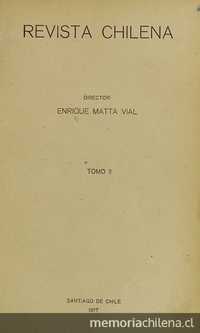 REVISTA CHILENA
DIRECTOR:
ENRIQUE MATTA VIAL
TOMO II
SANTIAGO DE CHILE
1917
memoriachilena.cl